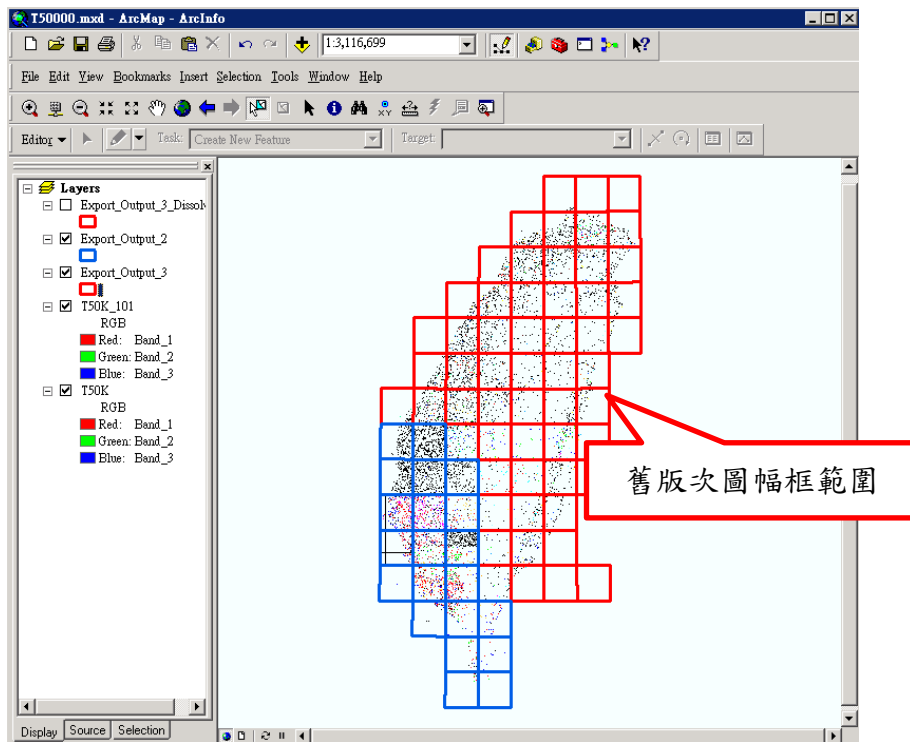 T50000.mxd - ArcMap - ArcInfo
1:3,116,699
File Edit View Bookmarks Insert Selection Tools Window Help
Editor Task: Create New Feature Target:
Layers
Export_Output_3_Dissol
Export_Output_2
Export_Output_3
T50K_101
RGB
Red: Band_1
Green: Band_2
Blue: Band_3
T50K
RGB
Red: Band_1
Green: Band_2
Blue: Band_3
舊版次圖幅框範圍
Display Source Selection